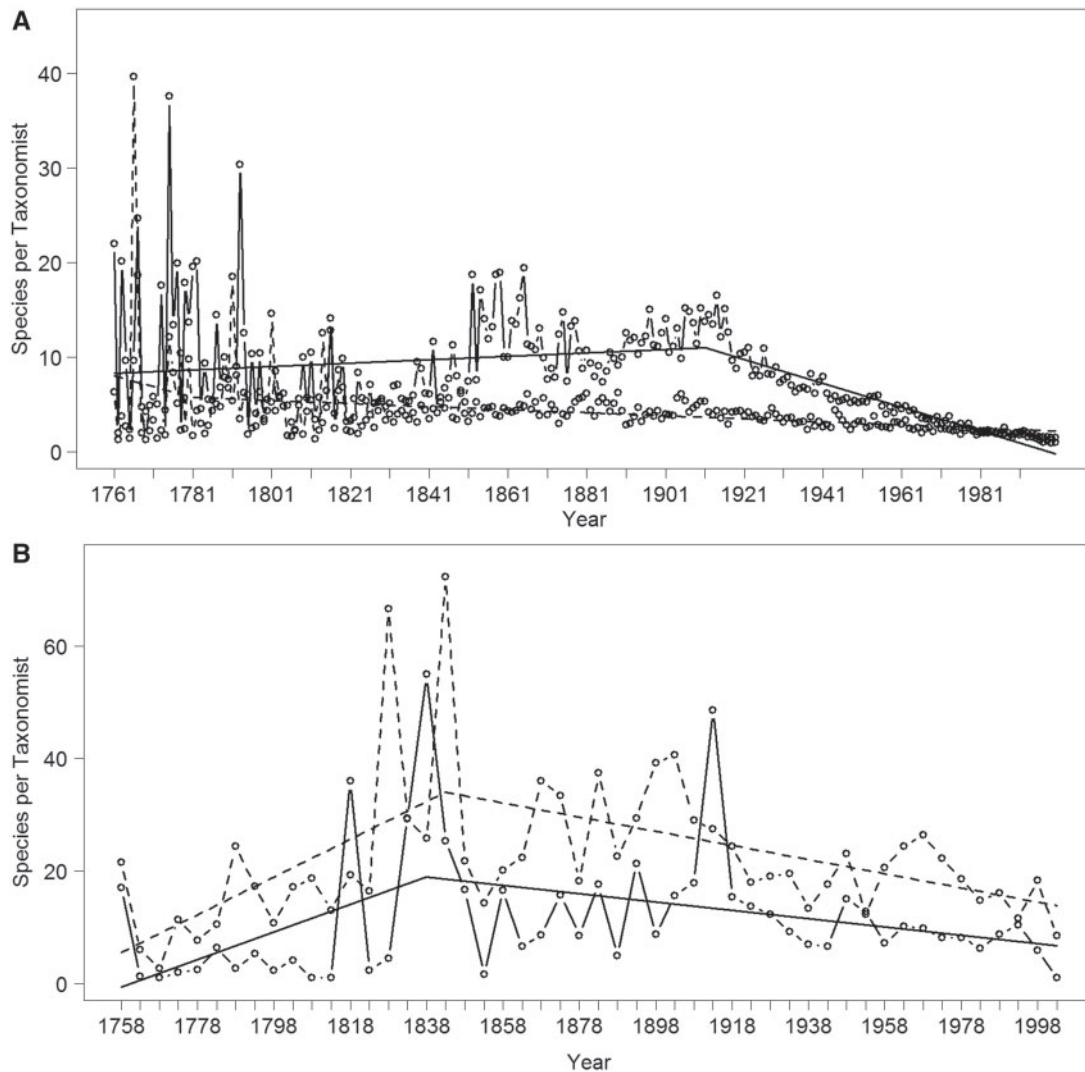 A
Species per Taxonomist
40
30
20
10
0
1761 1781 1801 1821 1841 1861 1881 1901 1921 1941 1961 1981
Year
B
Species per Taxonomist
60
40
20
0
1758 1778 1798 1818 1838 1858 1878 1898 1918 1938 1958 1978 1998
Year